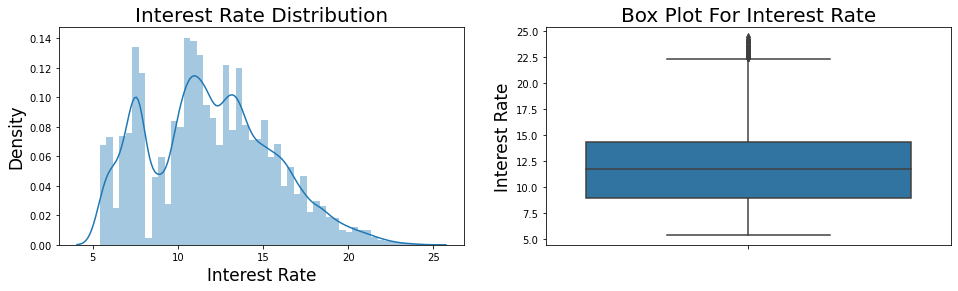 Interest Rate Distribution
Density
0.14
0.12
0.10
0.08
0.06
0.04
0.02
0.00
5 10 15 20 25
Interest Rate
Box Plot For Interest Rate
Interest Rate
25.0
22.5
20.0
17.5
15.0
12.5
10.0
7.5
5.0